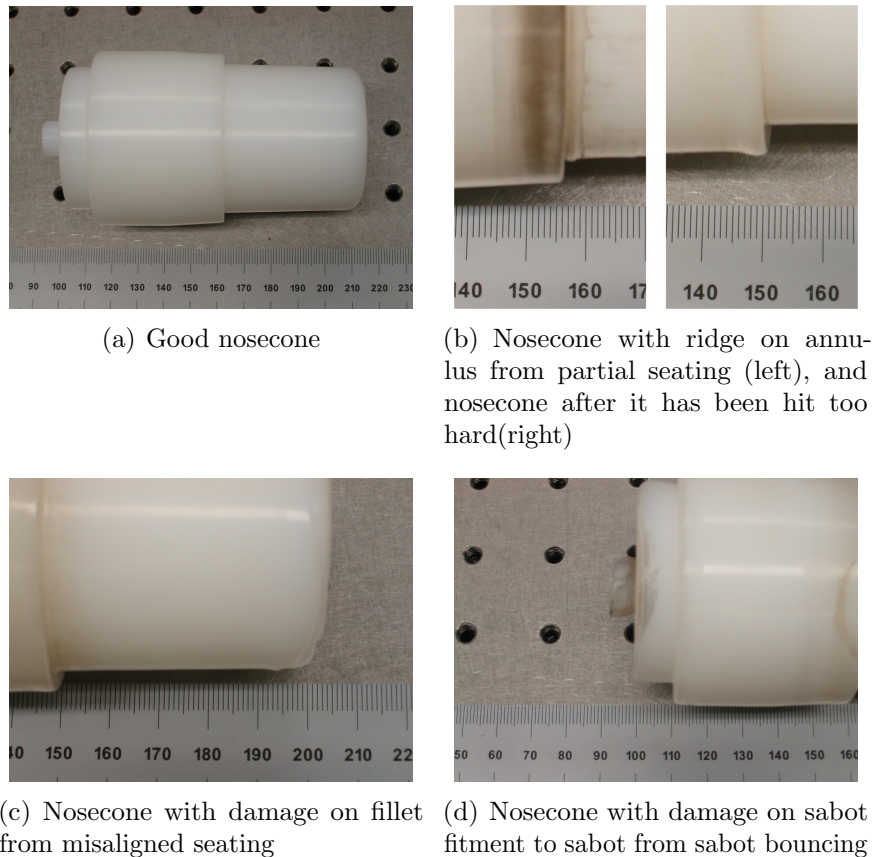 0 90 100 110 120 130 140 150 160 170 180 190 200 210 220 230
140 150 160 17
140 150 160
(a) Good nosecone
(b) Nosecone with ridge on annu-
lus from partial seating (left), and
nosecone after it has been hit too
hard(right)
40 150 160 170 180 190 200 210 22
50 60 70 80 90 100 110 120 130 140 150 160
(c) Nosecone with damage on fillet
from misaligned seating
(d) Nosecone with damage on sabot
fitment to sabot from sabot bouncing